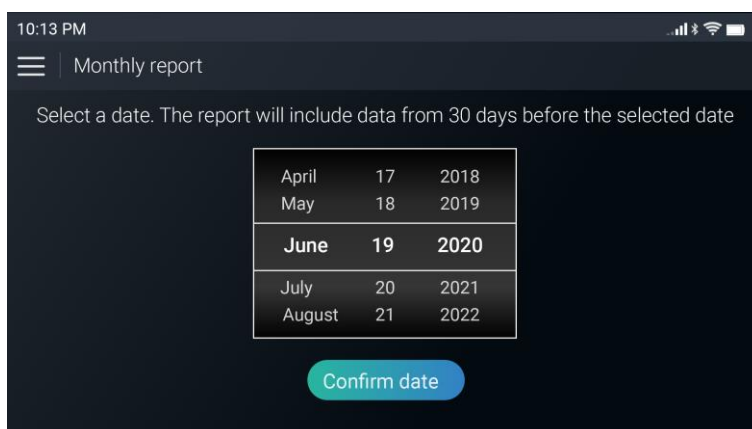 10:13 PM
Monthly report
Select a date. The report will include data from 30 days before the selected date
April 17 2018
May 18 2019
June 19 2020
July 20 2021
August 21 2022
Confirm date